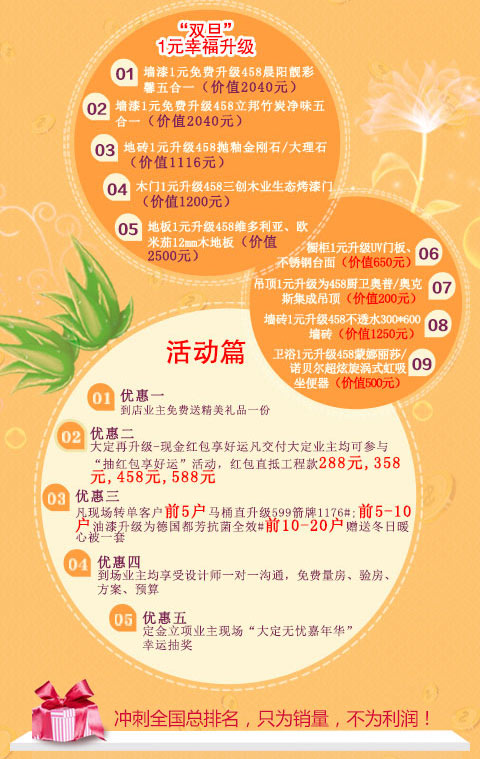 “双旦”
1元幸福升级
01 墙漆1元免费升级458晨阳靓彩
馨五合一（价值2040元）
02 墙漆1元免费升级458立邦竹炭净味五
合一（价值2040元）
03 地砖1元升级458抛釉金刚石/大理石
（价值1116元）
04 木门1元升级458三创木业生态烤漆门
（价值1200元）
05 地板1元升级458维多利亚、欧
米茄12mm木地板（价值
2500元）
橱柜1元升级UV门板、
不锈钢台面（价值650元） 06
吊顶1元升级为458厨卫奥普/奥克
斯集成吊顶（价值200元） 07
墙砖1元升级458不透水300*600
墙砖（价值1250元） 08
卫浴1元升级458蒙娜丽莎/
诺贝尔超炫旋涡式虹吸
坐便器（价值500元） 09
活动篇
01 优惠一
到店业主免费送精美礼品一份
02 优惠二
大定再升级-现金红包享好运凡交付大定业主均可参与
“抽红包享好运”活动，红包直抵工程款288元,358
元,458元,588元
03 优惠三
凡现场转单客户前5户马桶直升级599箭牌1176#;前5-10
户油漆升级为德国都芳抗菌全效#前10-20户赠送冬日暖
心被一套
04 优惠四
到场业主均享受设计师一对一沟通，免费量房、验房、
方案、预算
05 优惠五
定金立项业主现场“大定无忧嘉年华”
幸运抽奖
冲刺全国总排名，只为销量，不为利润！